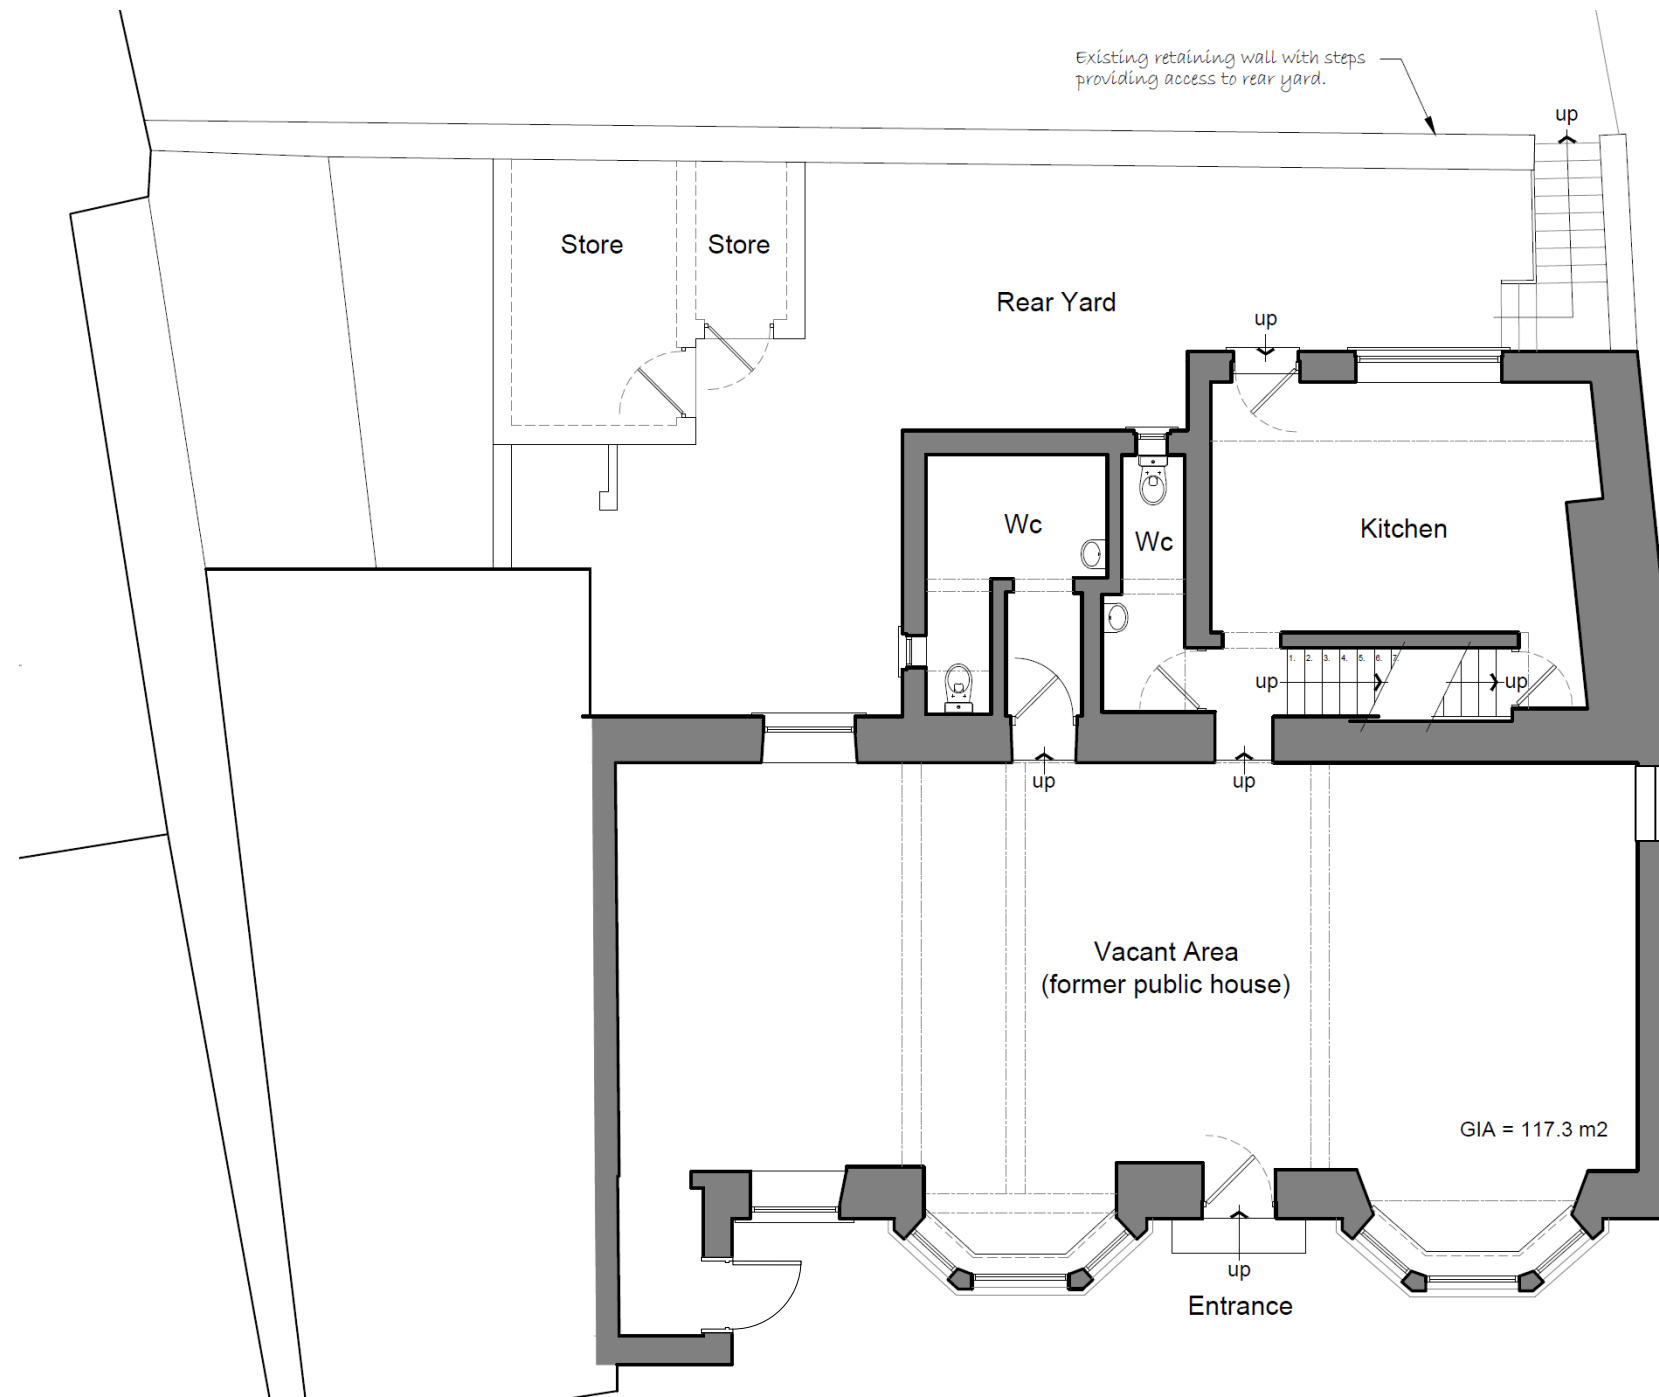 Existing retaining wall with steps
providing access to rear yard.
up
Store
Store
Rear Yard
up
Wc
Wc
Kitchen
1. 2. 3. 4. 5. 6. 7.
up
up
up
up
Vacant Area
(former public house)
GIA = 117.3 m2
up
Entrance